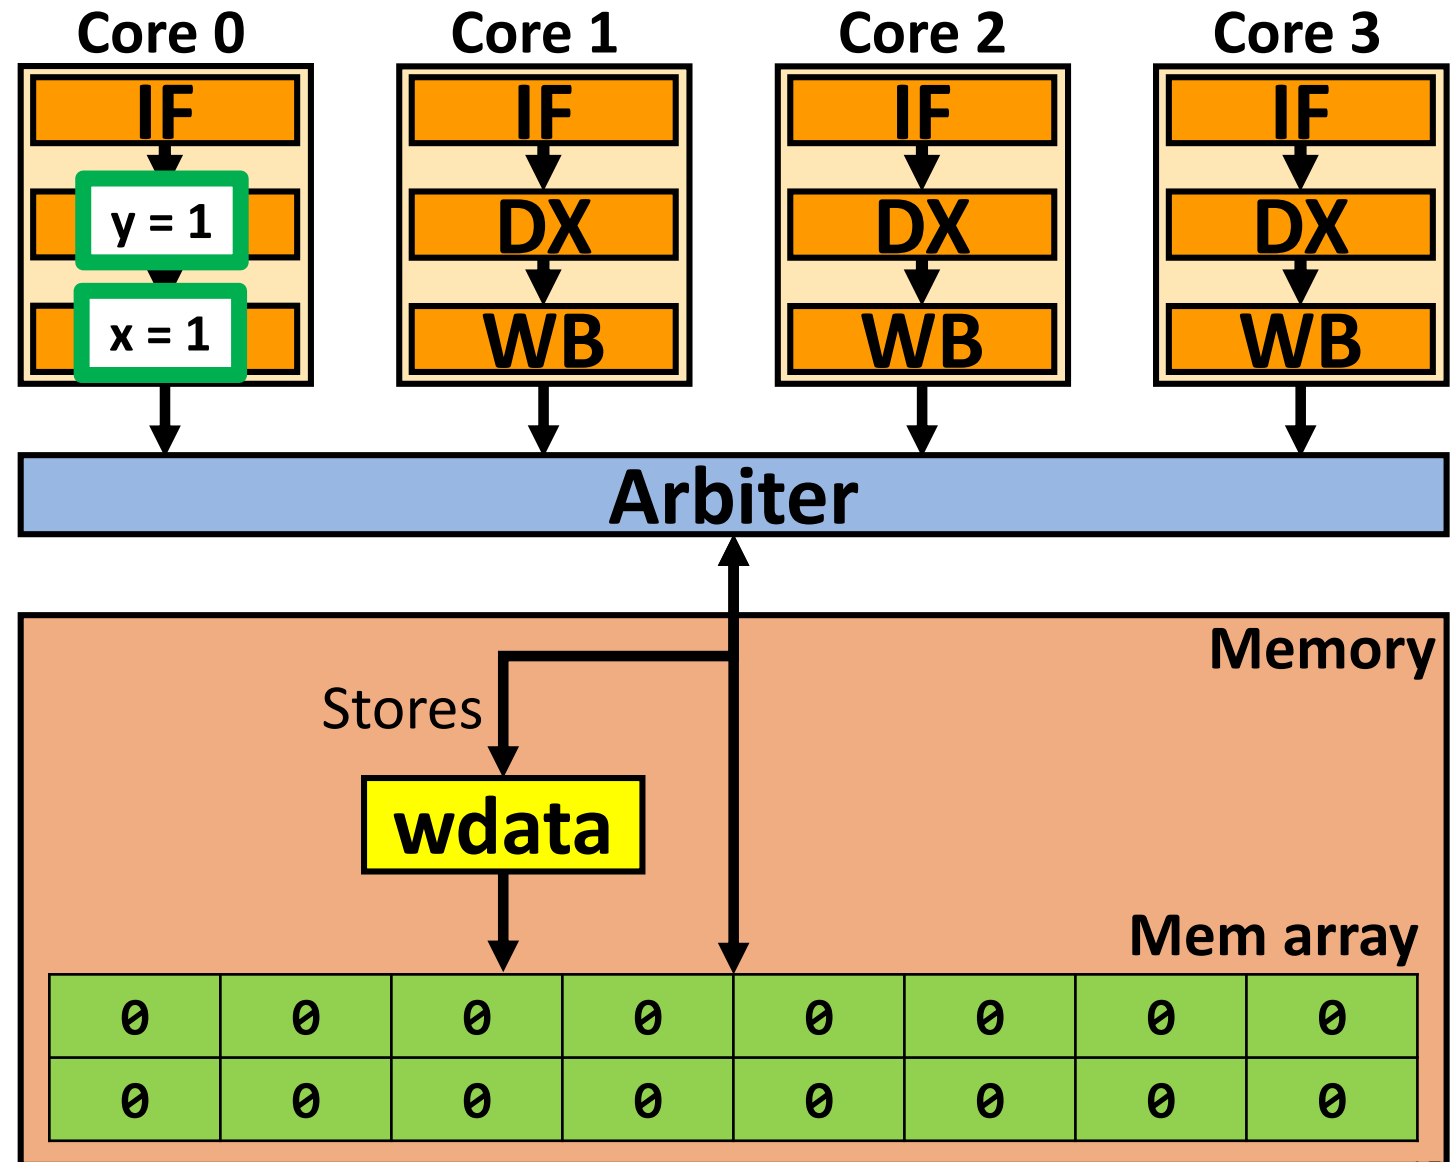 Core 0 Core 1 Core 2 Core 3
IF IF IF IF
y = 1 DX DX DX
x = 1 WB WB WB
Arbiter
Memory
Stores
wdata
Mem array
0 0 0 0 0 0 0 0
0 0 0 0 0 0 0 0